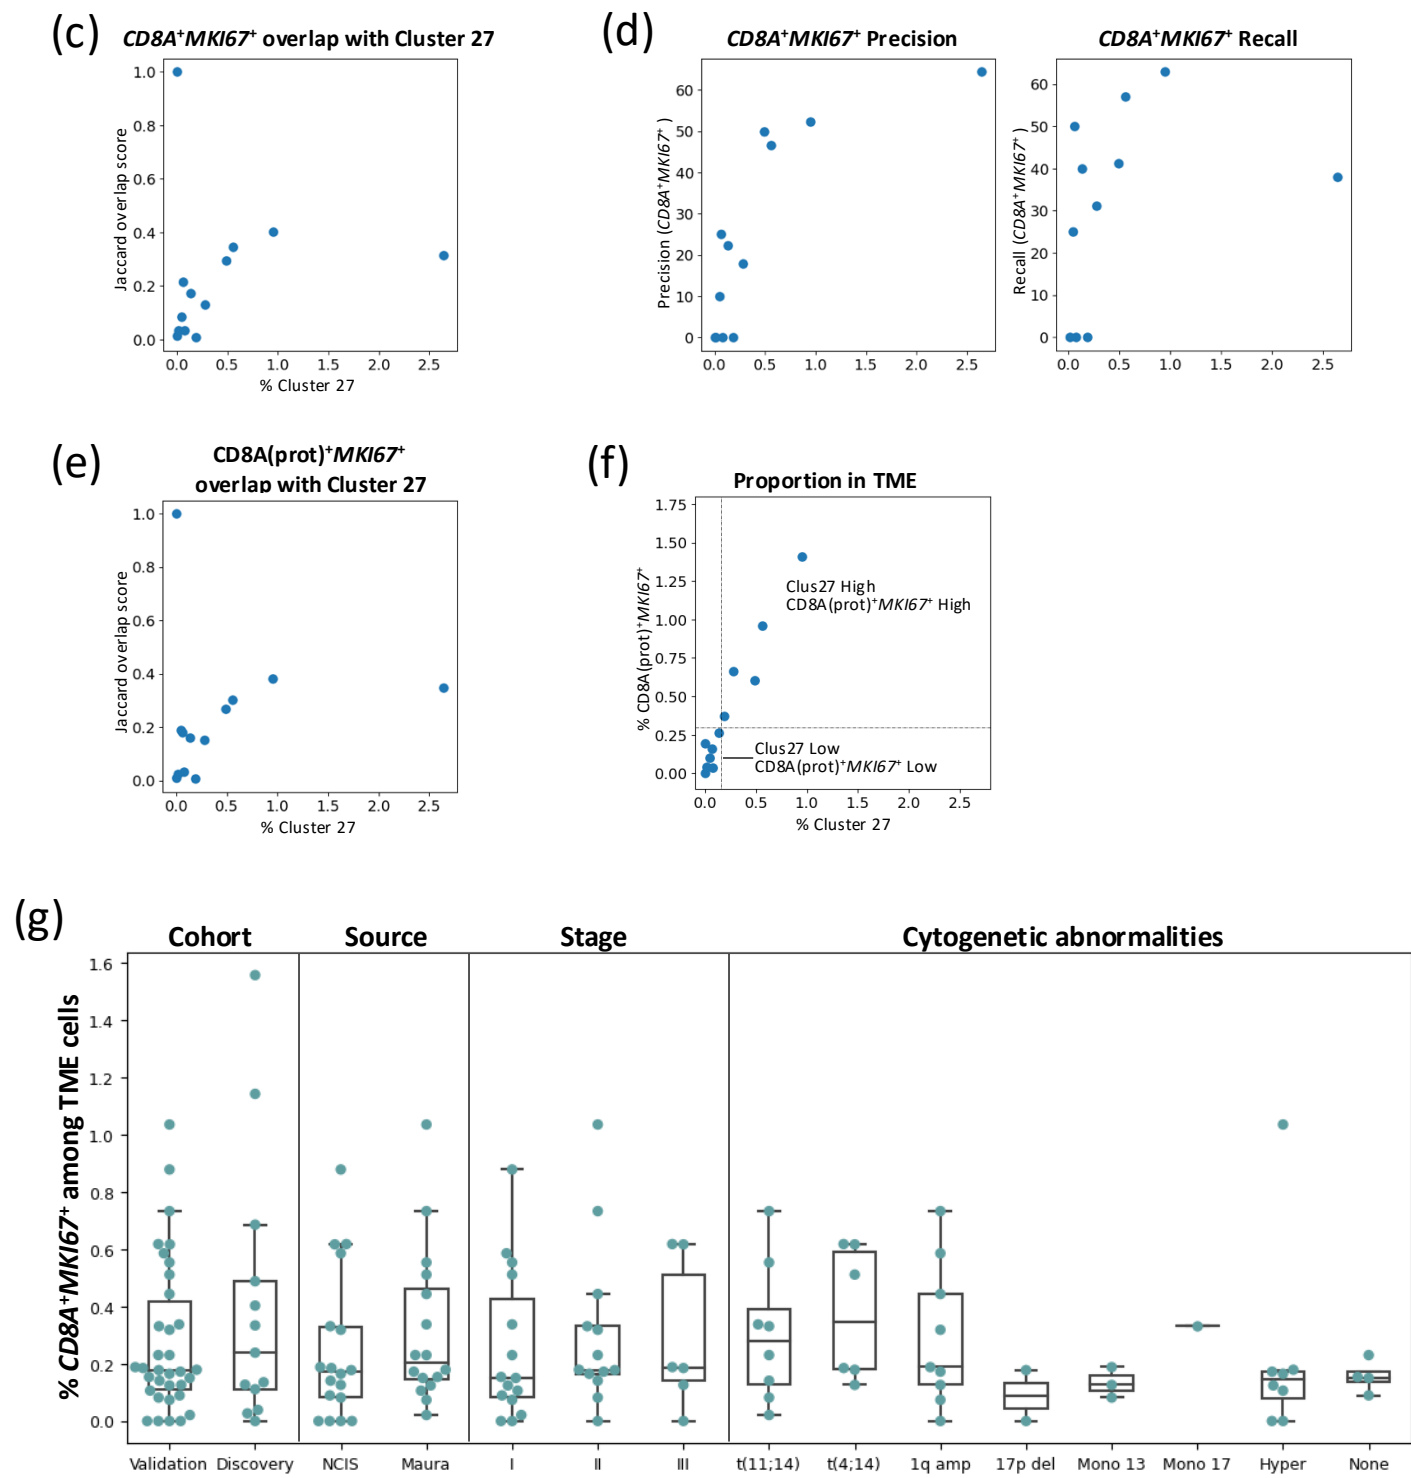 (c)
CD8A⁺MKI67⁺ overlap with Cluster 27
Jaccard overlap score
1.0
0.8
0.6
0.4
0.2
0.0
0.0 0.5 1.0 1.5 2.0 2.5
% Cluster 27
(d)
CD8A⁺MKI67⁺ Precision
Precision (CD8A⁺MKI67⁺ )
60
50
40
30
20
10
0
0.0 0.5 1.0 1.5 2.0 2.5
CD8A⁺MKI67⁺ Recall
Recall (CD8A⁺MKI67⁺ )
60
50
40
30
20
10
0
0.0 0.5 1.0 1.5 2.0 2.5
(e)
CD8A(prot)⁺MKI67⁺
overlap with Cluster 27
Jaccard overlap score
1.0
0.8
0.6
0.4
0.2
0.0
0.0 0.5 1.0 1.5 2.0 2.5
% Cluster 27
(f)
Proportion in TME
% CD8A(prot)⁺MKI67⁺
1.75
1.50
1.25
1.00
0.75
0.50
0.25
0.00
Clus27 High
CD8A(prot)⁺MKI67⁺ High
Clus27 Low
CD8A(prot)⁺MKI67⁺ Low
0.0 0.5 1.0 1.5 2.0 2.5
% Cluster 27
(g)
Cohort Source Stage Cytogenetic abnormalities
% CD8A⁺MKI67⁺ among TME cells
1.6
1.4
1.2
1.0
0.8
0.6
0.4
0.2
0.0
Validation Discovery NCIS Maura I II III t(11;14) t(4;14) 1q amp 17p del Mono 13 Mono 17 Hyper None